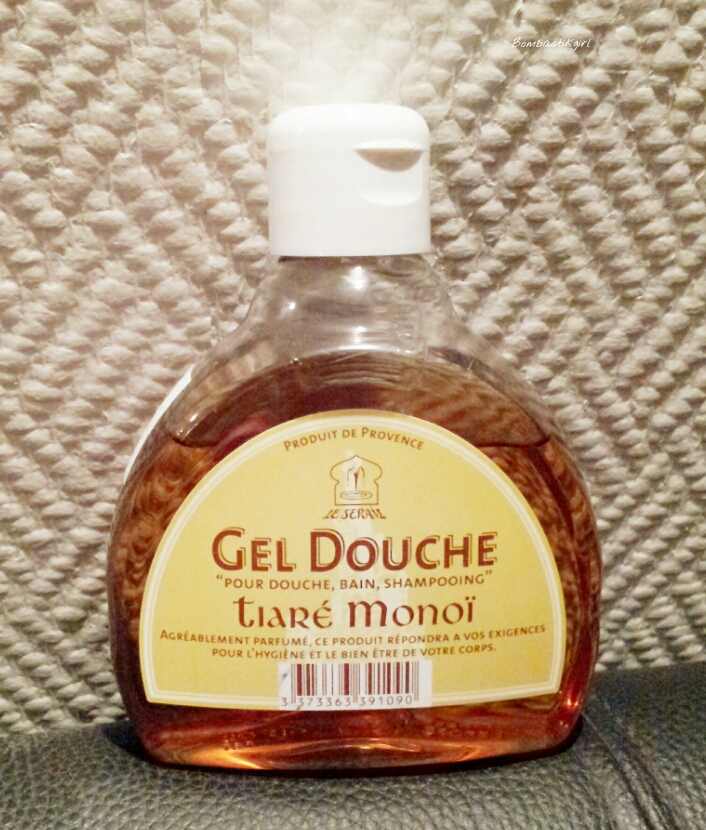 BombastiKgirl
PRODUIT DE PROVENCE
LE SERAIL
GEL DOUCHE
"POUR DOUCHE, BAIN, SHAMPOOING"
TIARÉ MONOÏ
AGRÉABLEMENT PARFUMÉ, CE PRODUIT RÉPONDRA A VOS EXIGENCES
POUR L'HYGIÈNE ET LE BIEN ÊTRE DE VOTRE CORPS.
3 373363 391090